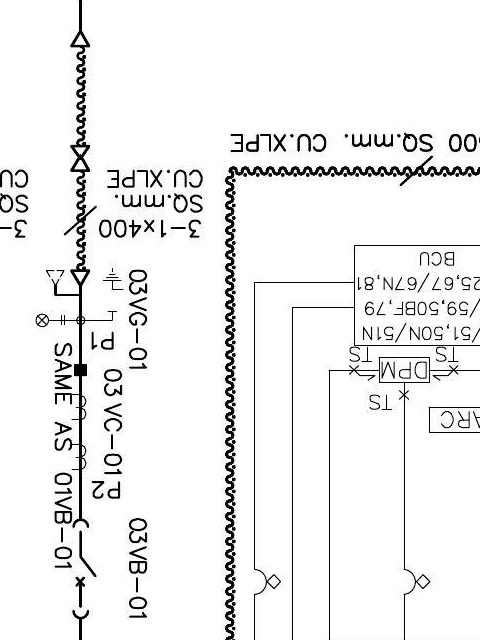 500 SQ.mm. CU.XLPE
3-1x400
SQ.mm.
CU.XLPE
3-
SQ
CU
03VG-01
P1
SAME AS 01VB-01
03 VC-01
P2
03VB-01
BCU
25,67/67N,81
/59,50BF,79
/51,50N/51N
TS
TS
DPM
TS
ARC